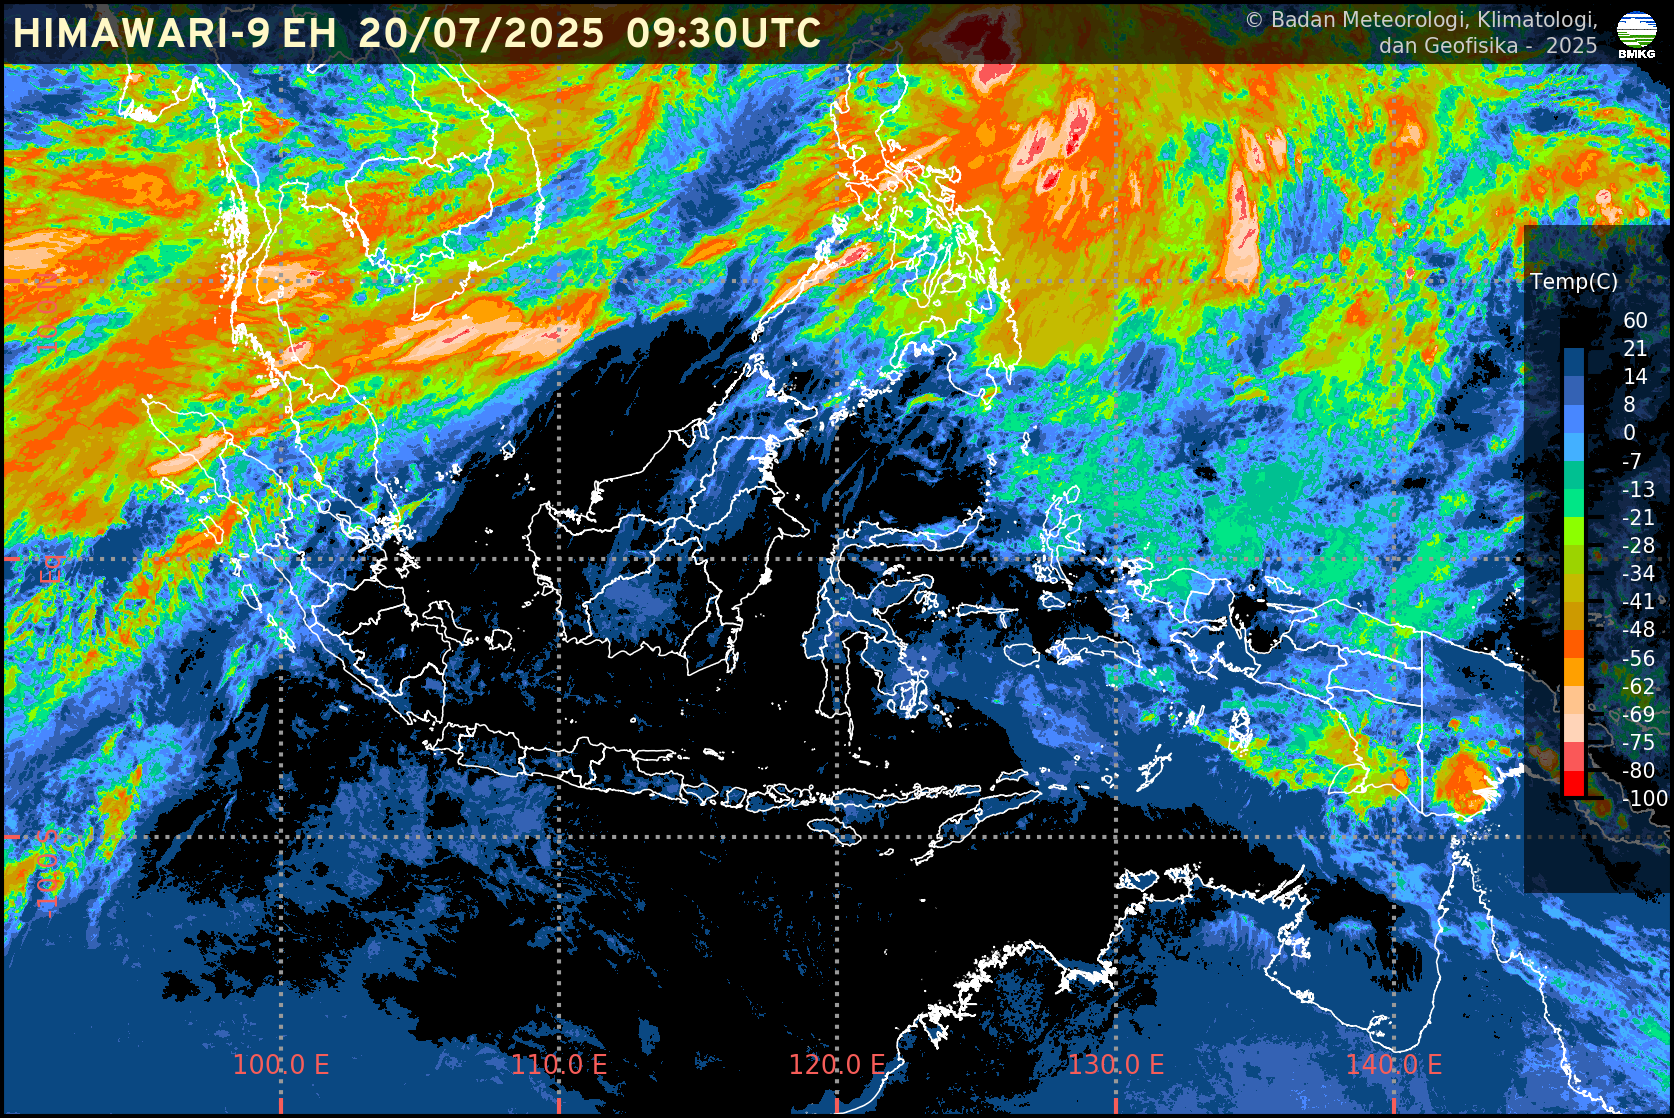 HIMAWARI-9 EH 20/07/2025 09:30UTC
© Badan Meteorologi, Klimatologi,
dan Geofisika - 2025
BMKG
Temp(C)
60
21
14
8
0
-7
-13
-21
-28
-34
-41
-48
-56
-62
-69
-75
-80
-100
Eq
-10.0S
100.0 E
110.0 E
120.0 E
130.0 E
140.0 E